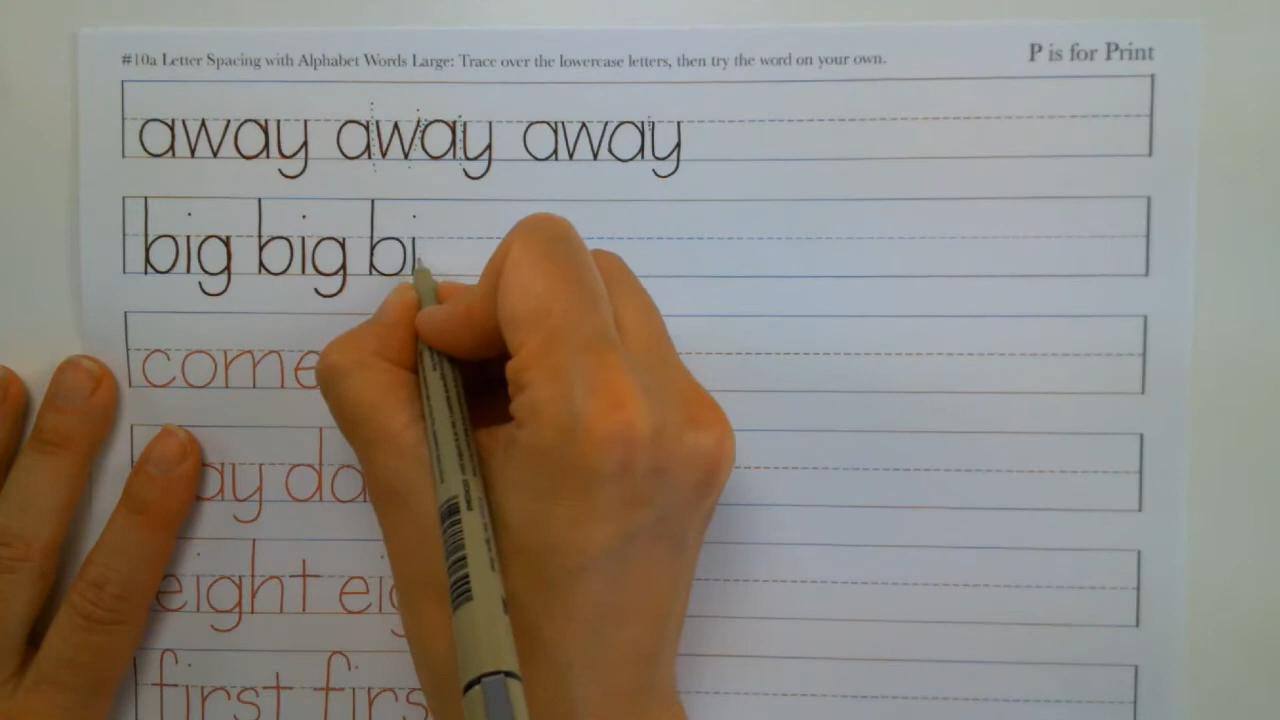 #10a Letter Spacing with Alphabet Words Large: Trace over the lowercase letters, then try the word on your own.
P is for Print
away away away
big big bi
come
day da
eight eig
first firs